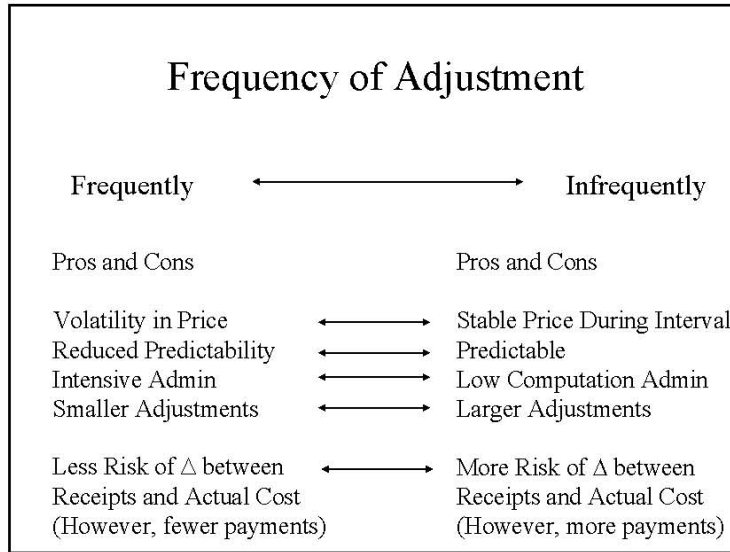 Frequency of Adjustment
Frequently
Infrequently
Pros and Cons
Volatility in Price
Reduced Predictability
Intensive Admin
Smaller Adjustments
Less Risk of Δ between
Receipts and Actual Cost
(However, fewer payments)
Pros and Cons
Stable Price During Interval
Predictable
Low Computation Admin
Larger Adjustments
More Risk of Δ between
Receipts and Actual Cost
(However, more payments)